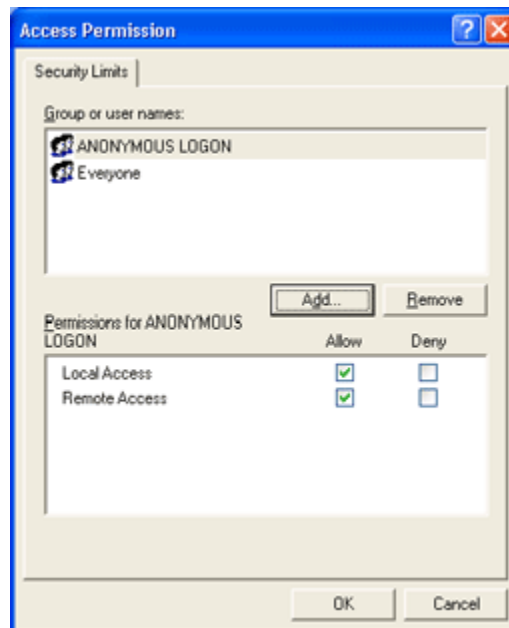 Access Permission
Security Limits
Group or user names:
ANONYMOUS LOGON
Everyone
Add...
Remove
Permissions for ANONYMOUS
LOGON
Allow
Deny
Local Access
Remote Access
OK
Cancel